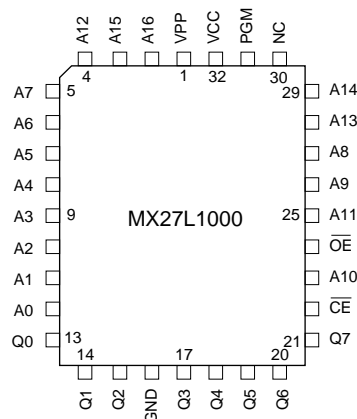 A12 A15 A16 VPP VCC PGM NC
4 1 32 30
A7 5 29 A14
A6 A13
A5 A8
A4 A9
A3 9 MX27L1000 25 A11
A2 OE
A1 A10
A0 CE
Q0 13 21 Q7
14 17 20
Q1 Q2 GND Q3 Q4 Q5 Q6